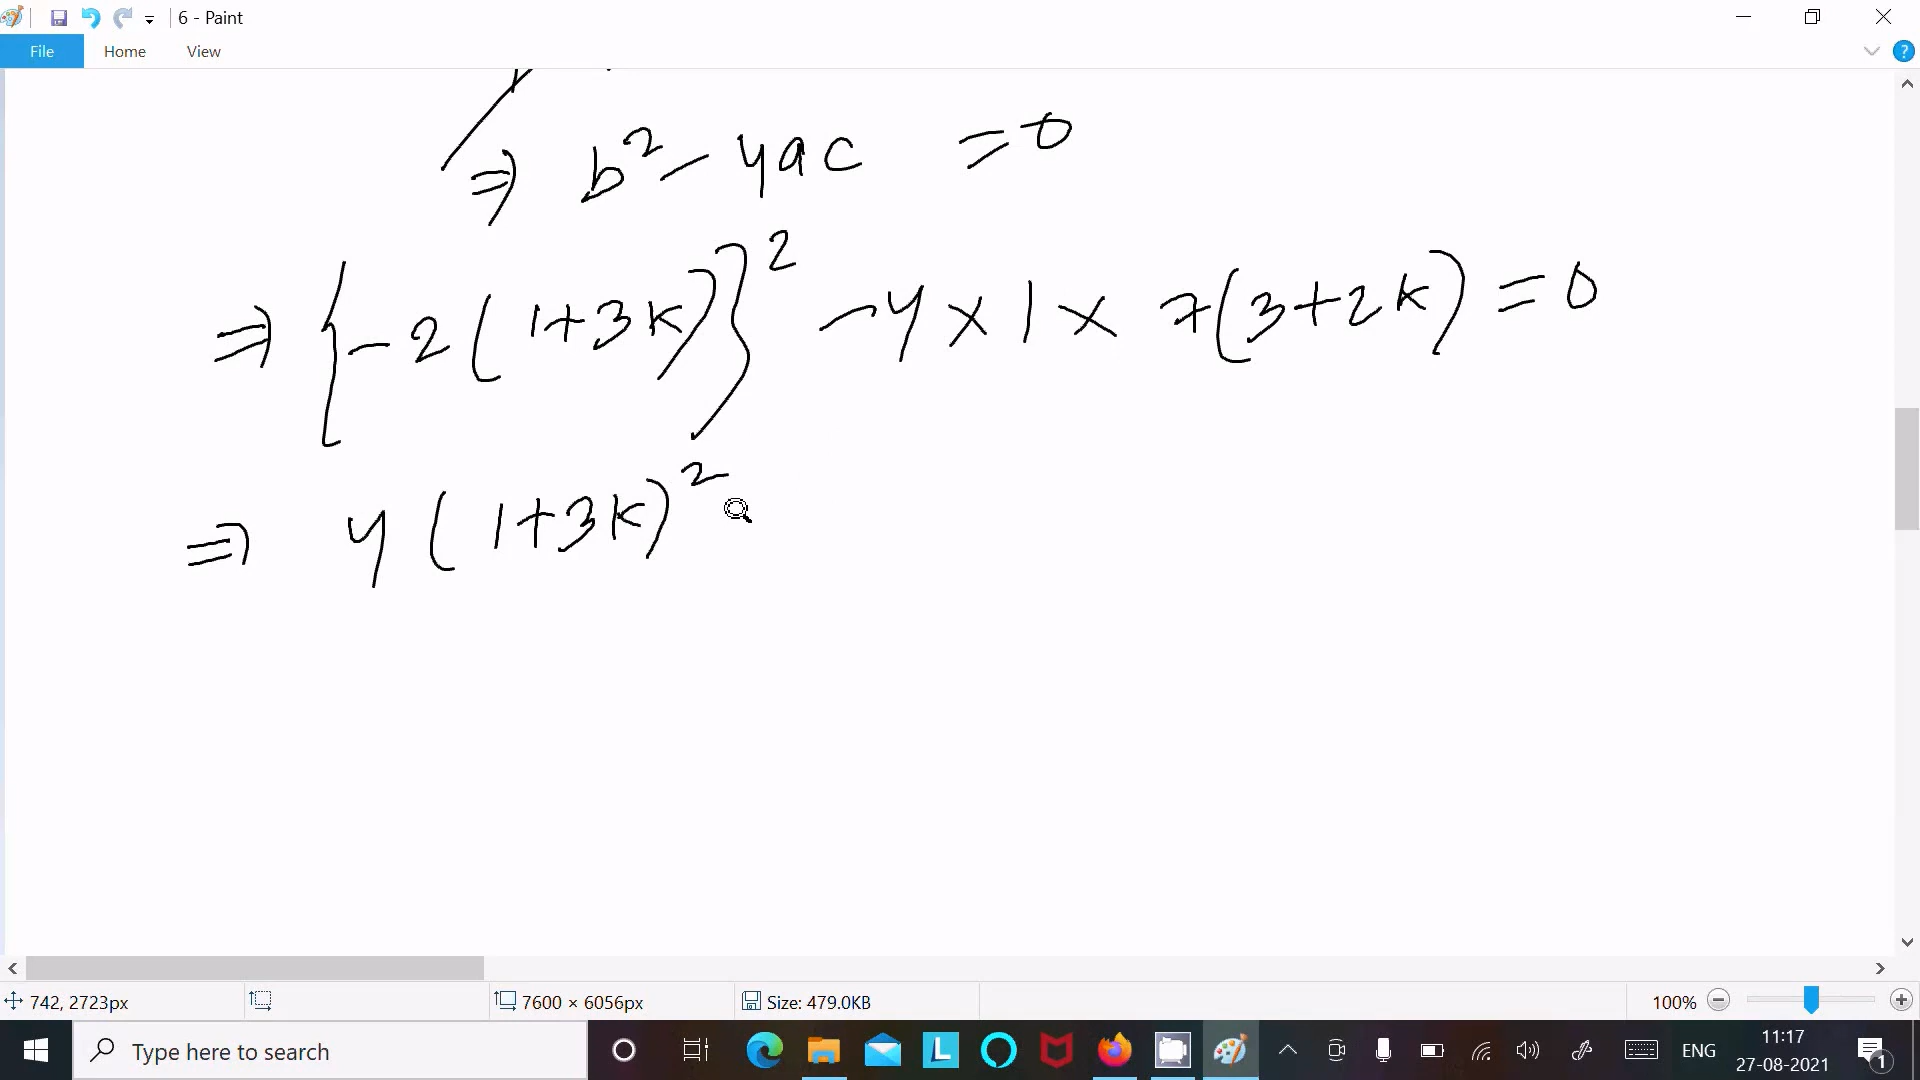 6 - Paint
File Home View
⇒ b² - 4ac = 0
⇒ {-2(1+3k)}² - 4 × 1 × 7(3+2k) = 0
⇒ 4(1+3k)²
742, 2723px 7600 × 6056px Size: 479.0KB 100%
Type here to search L ENG 11:17
27-08-2021 1